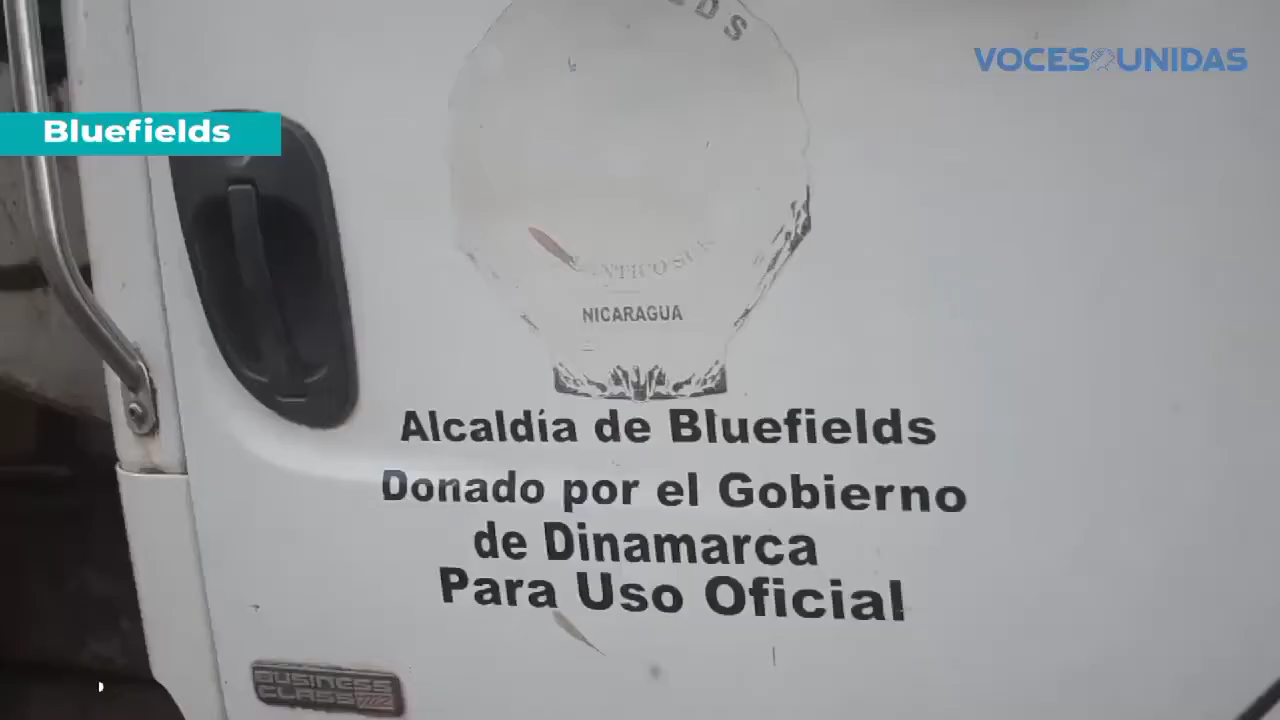 VOCES UNIDAS
Bluefields
NICARAGUA
Alcaldía de Bluefields
Donado por el Gobierno
de Dinamarca
Para Uso Oficial
BUSINESS
CLASS